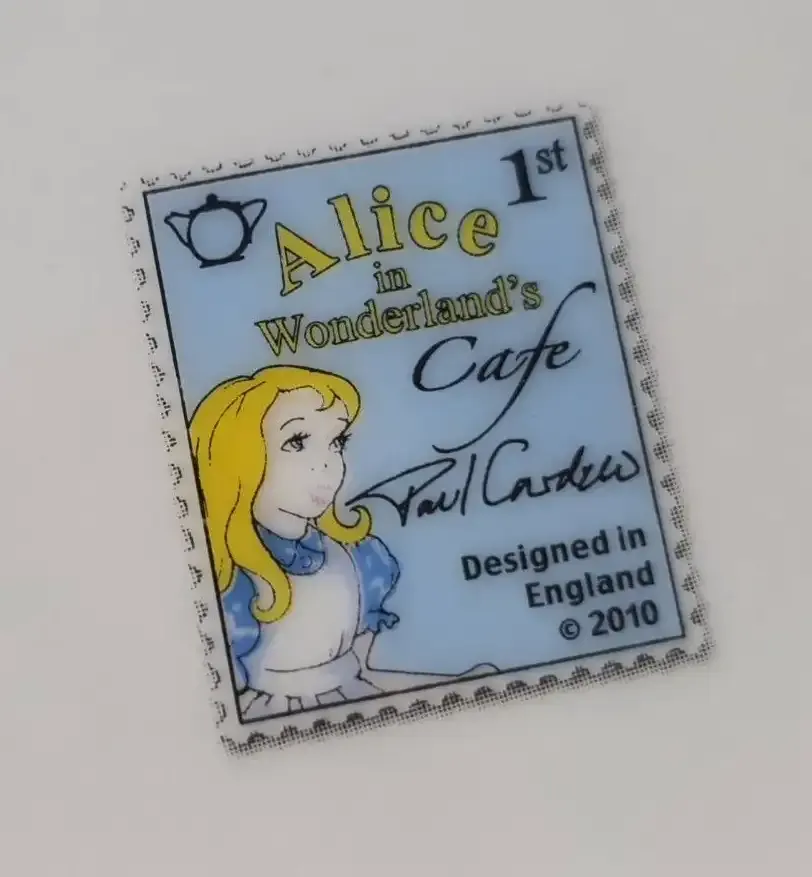 1st
Alice
in
Wonderland's
Cafe
Paul Cardew
Designed in
England
© 2010